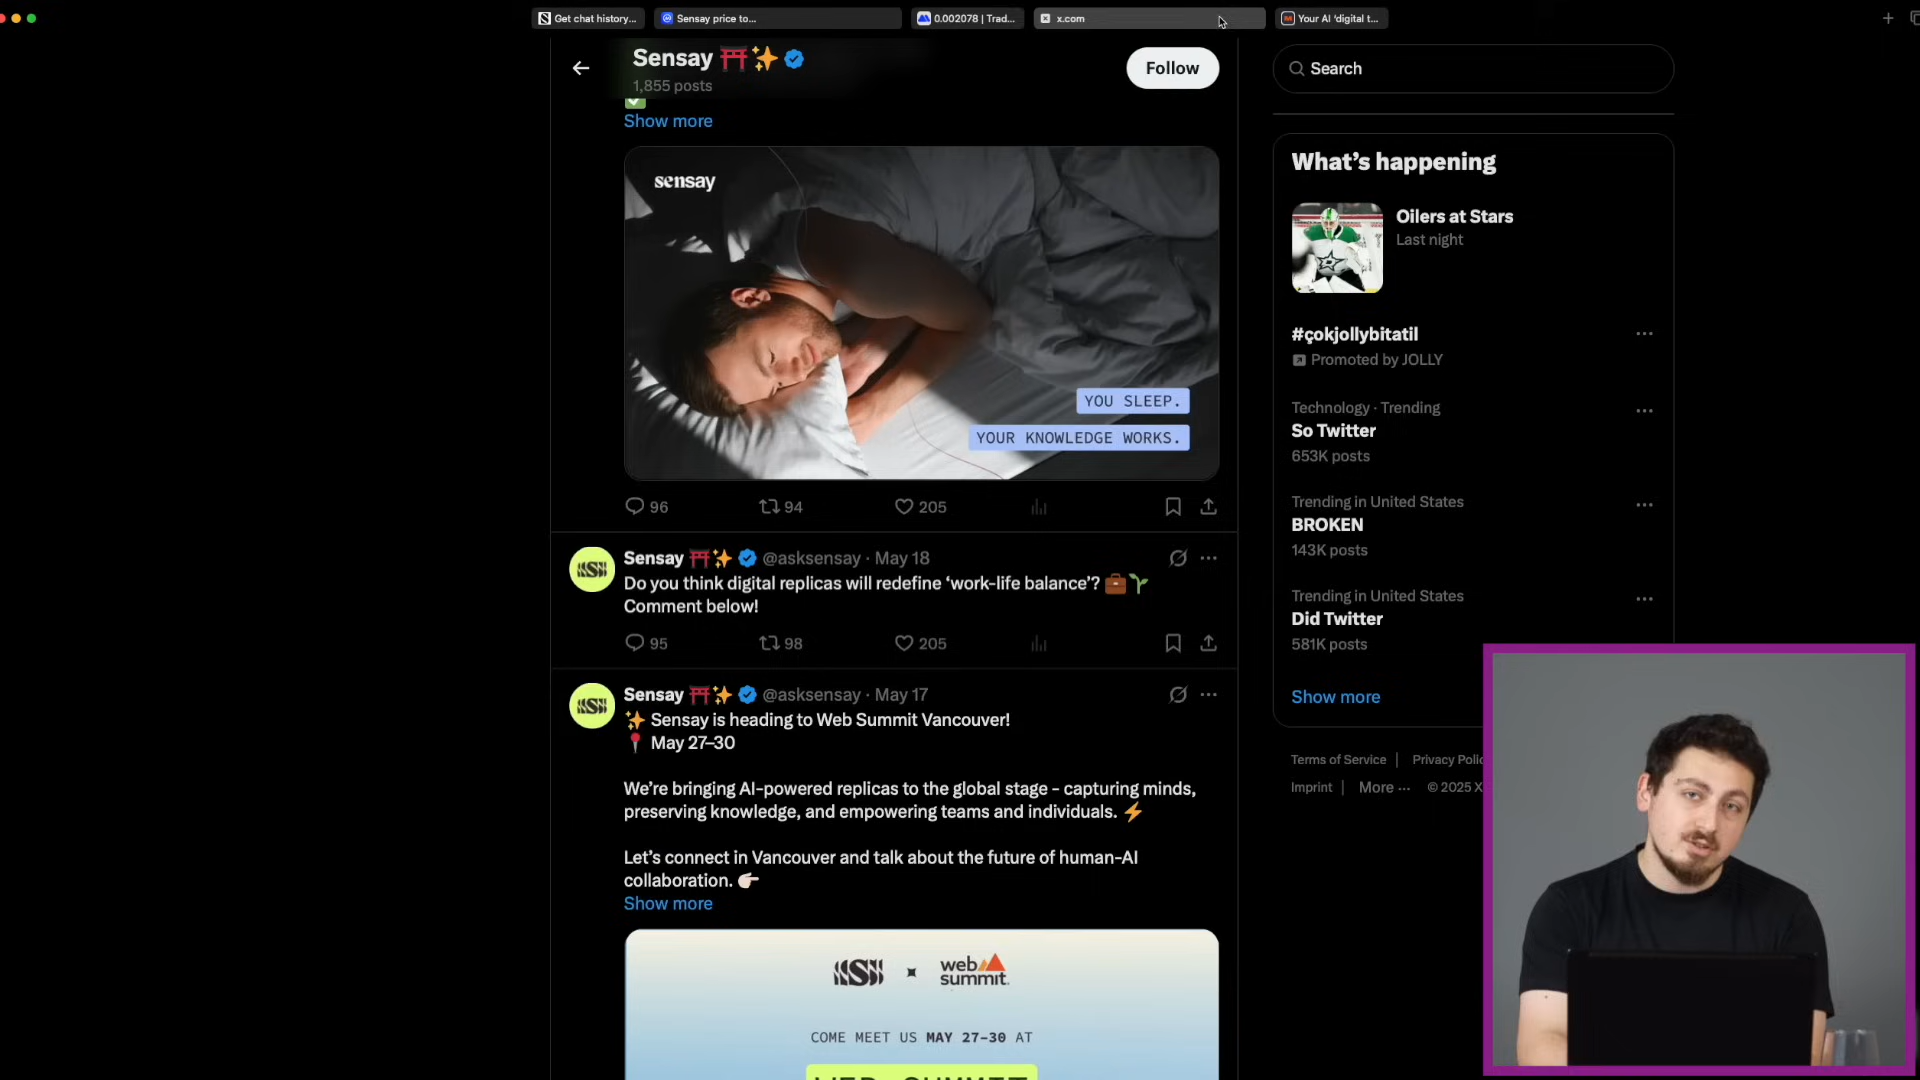 Get chat history...
Sensay price to...
0.002078 | Trad...
x.com
Your AI 'digital t...
Sensay ⛩️✨
1,855 posts
Follow
Search
✅
Show more
sensay
YOU SLEEP.
YOUR KNOWLEDGE WORKS.
96
94
205
Sensay ⛩️✨ @asksensay · May 18
Do you think digital replicas will redefine ‘work-life balance’? 💼🌱
Comment below!
95
98
205
Sensay ⛩️✨ @asksensay · May 17
✨ Sensay is heading to Web Summit Vancouver!
📍 May 27–30
We’re bringing AI-powered replicas to the global stage - capturing minds,
preserving knowledge, and empowering teams and individuals. ⚡
Let’s connect in Vancouver and talk about the future of human-AI
collaboration. 👉🏻
Show more
web
summit
COME MEET US MAY 27–30 AT
WEB SUMMIT
What’s happening
Oilers at Stars
Last night
#çokjollybitatil
Promoted by JOLLY
Technology · Trending
So Twitter
653K posts
Trending in United States
BROKEN
143K posts
Trending in United States
Did Twitter
581K posts
Show more
Terms of Service | Privacy Polic
Imprint | More ... © 2025 X